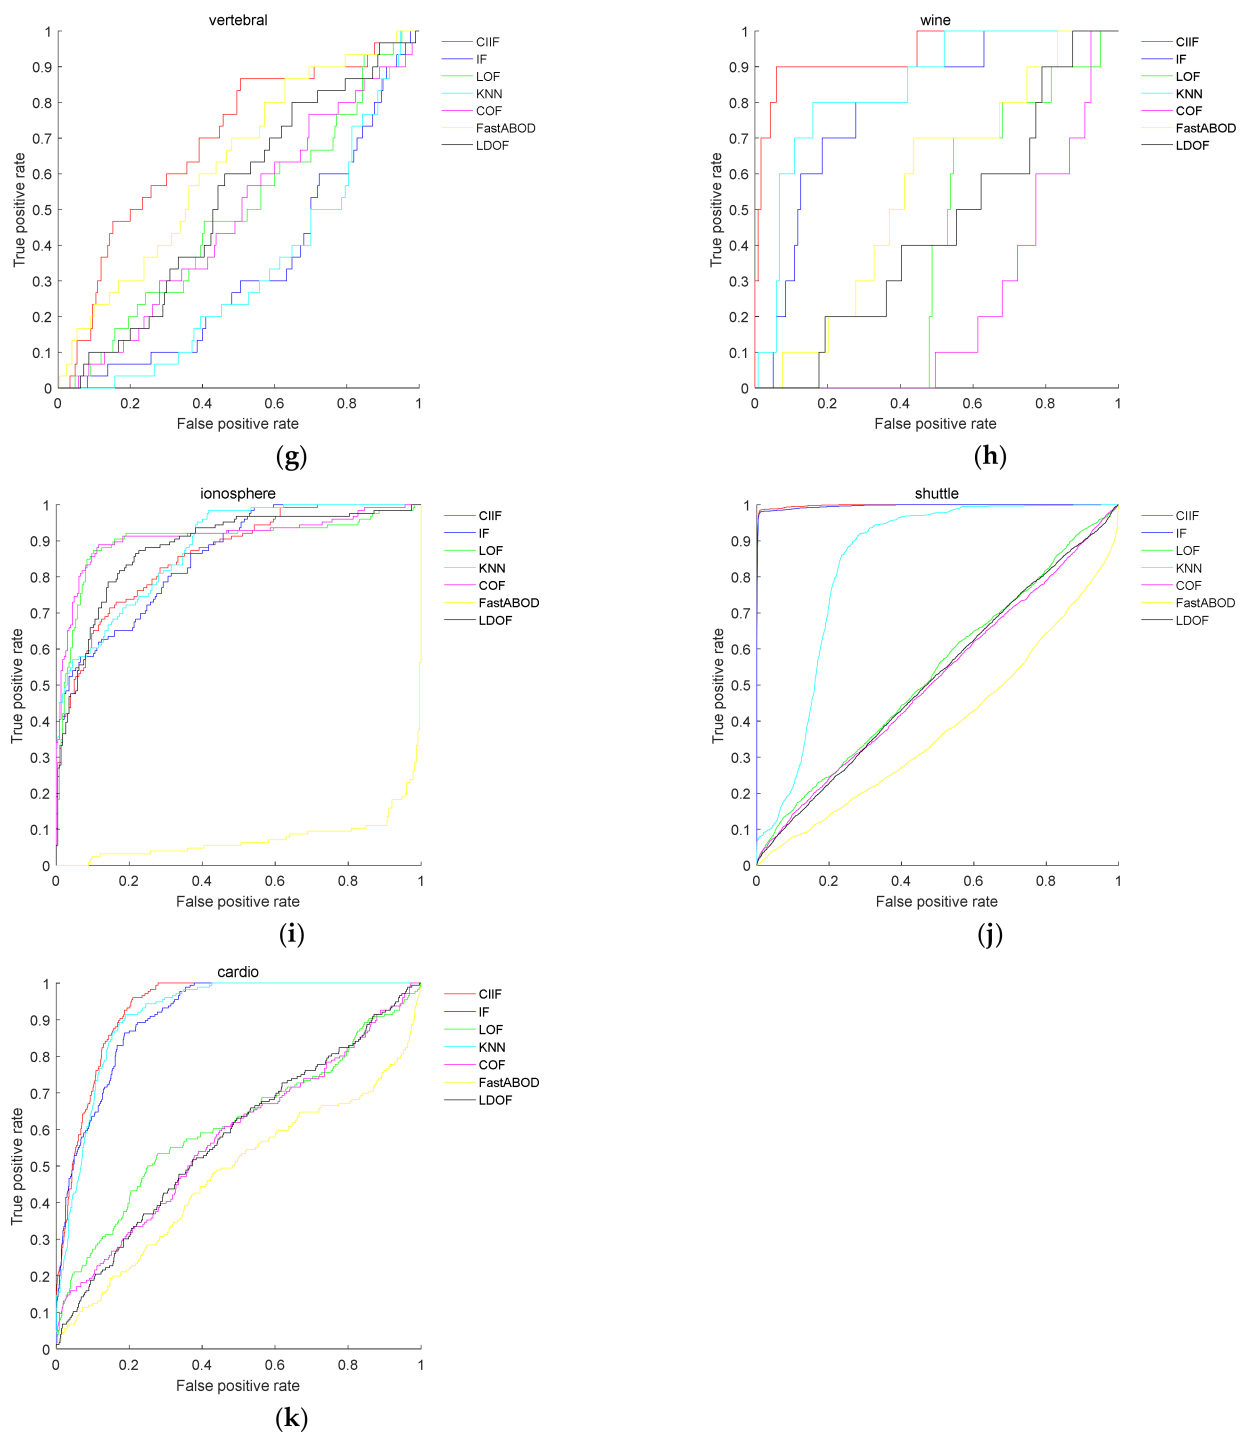 vertebral
1
0.9
0.8
0.7
0.6
0.5
0.4
0.3
0.2
0.1
0
True positive rate
0
0.2
0.4
0.6
0.8
1
False positive rate
CIIF
IF
LOF
KNN
COF
FastABOD
LDOF
(g)
wine
1
0.9
0.8
0.7
0.6
0.5
0.4
0.3
0.2
0.1
0
True positive rate
0
0.2
0.4
0.6
0.8
1
False positive rate
CIIF
IF
LOF
KNN
COF
FastABOD
LDOF
(h)
ionosphere
1
0.9
0.8
0.7
0.6
0.5
0.4
0.3
0.2
0.1
0
True positive rate
0
0.2
0.4
0.6
0.8
1
False positive rate
CIIF
IF
LOF
KNN
COF
FastABOD
LDOF
(i)
shuttle
1
0.9
0.8
0.7
0.6
0.5
0.4
0.3
0.2
0.1
0
True positive rate
0
0.2
0.4
0.6
0.8
1
False positive rate
CIIF
IF
LOF
KNN
COF
FastABOD
LDOF
(j)
cardio
1
0.9
0.8
0.7
0.6
0.5
0.4
0.3
0.2
0.1
0
True positive rate
0
0.2
0.4
0.6
0.8
1
False positive rate
CIIF
IF
LOF
KNN
COF
FastABOD
LDOF
(k)